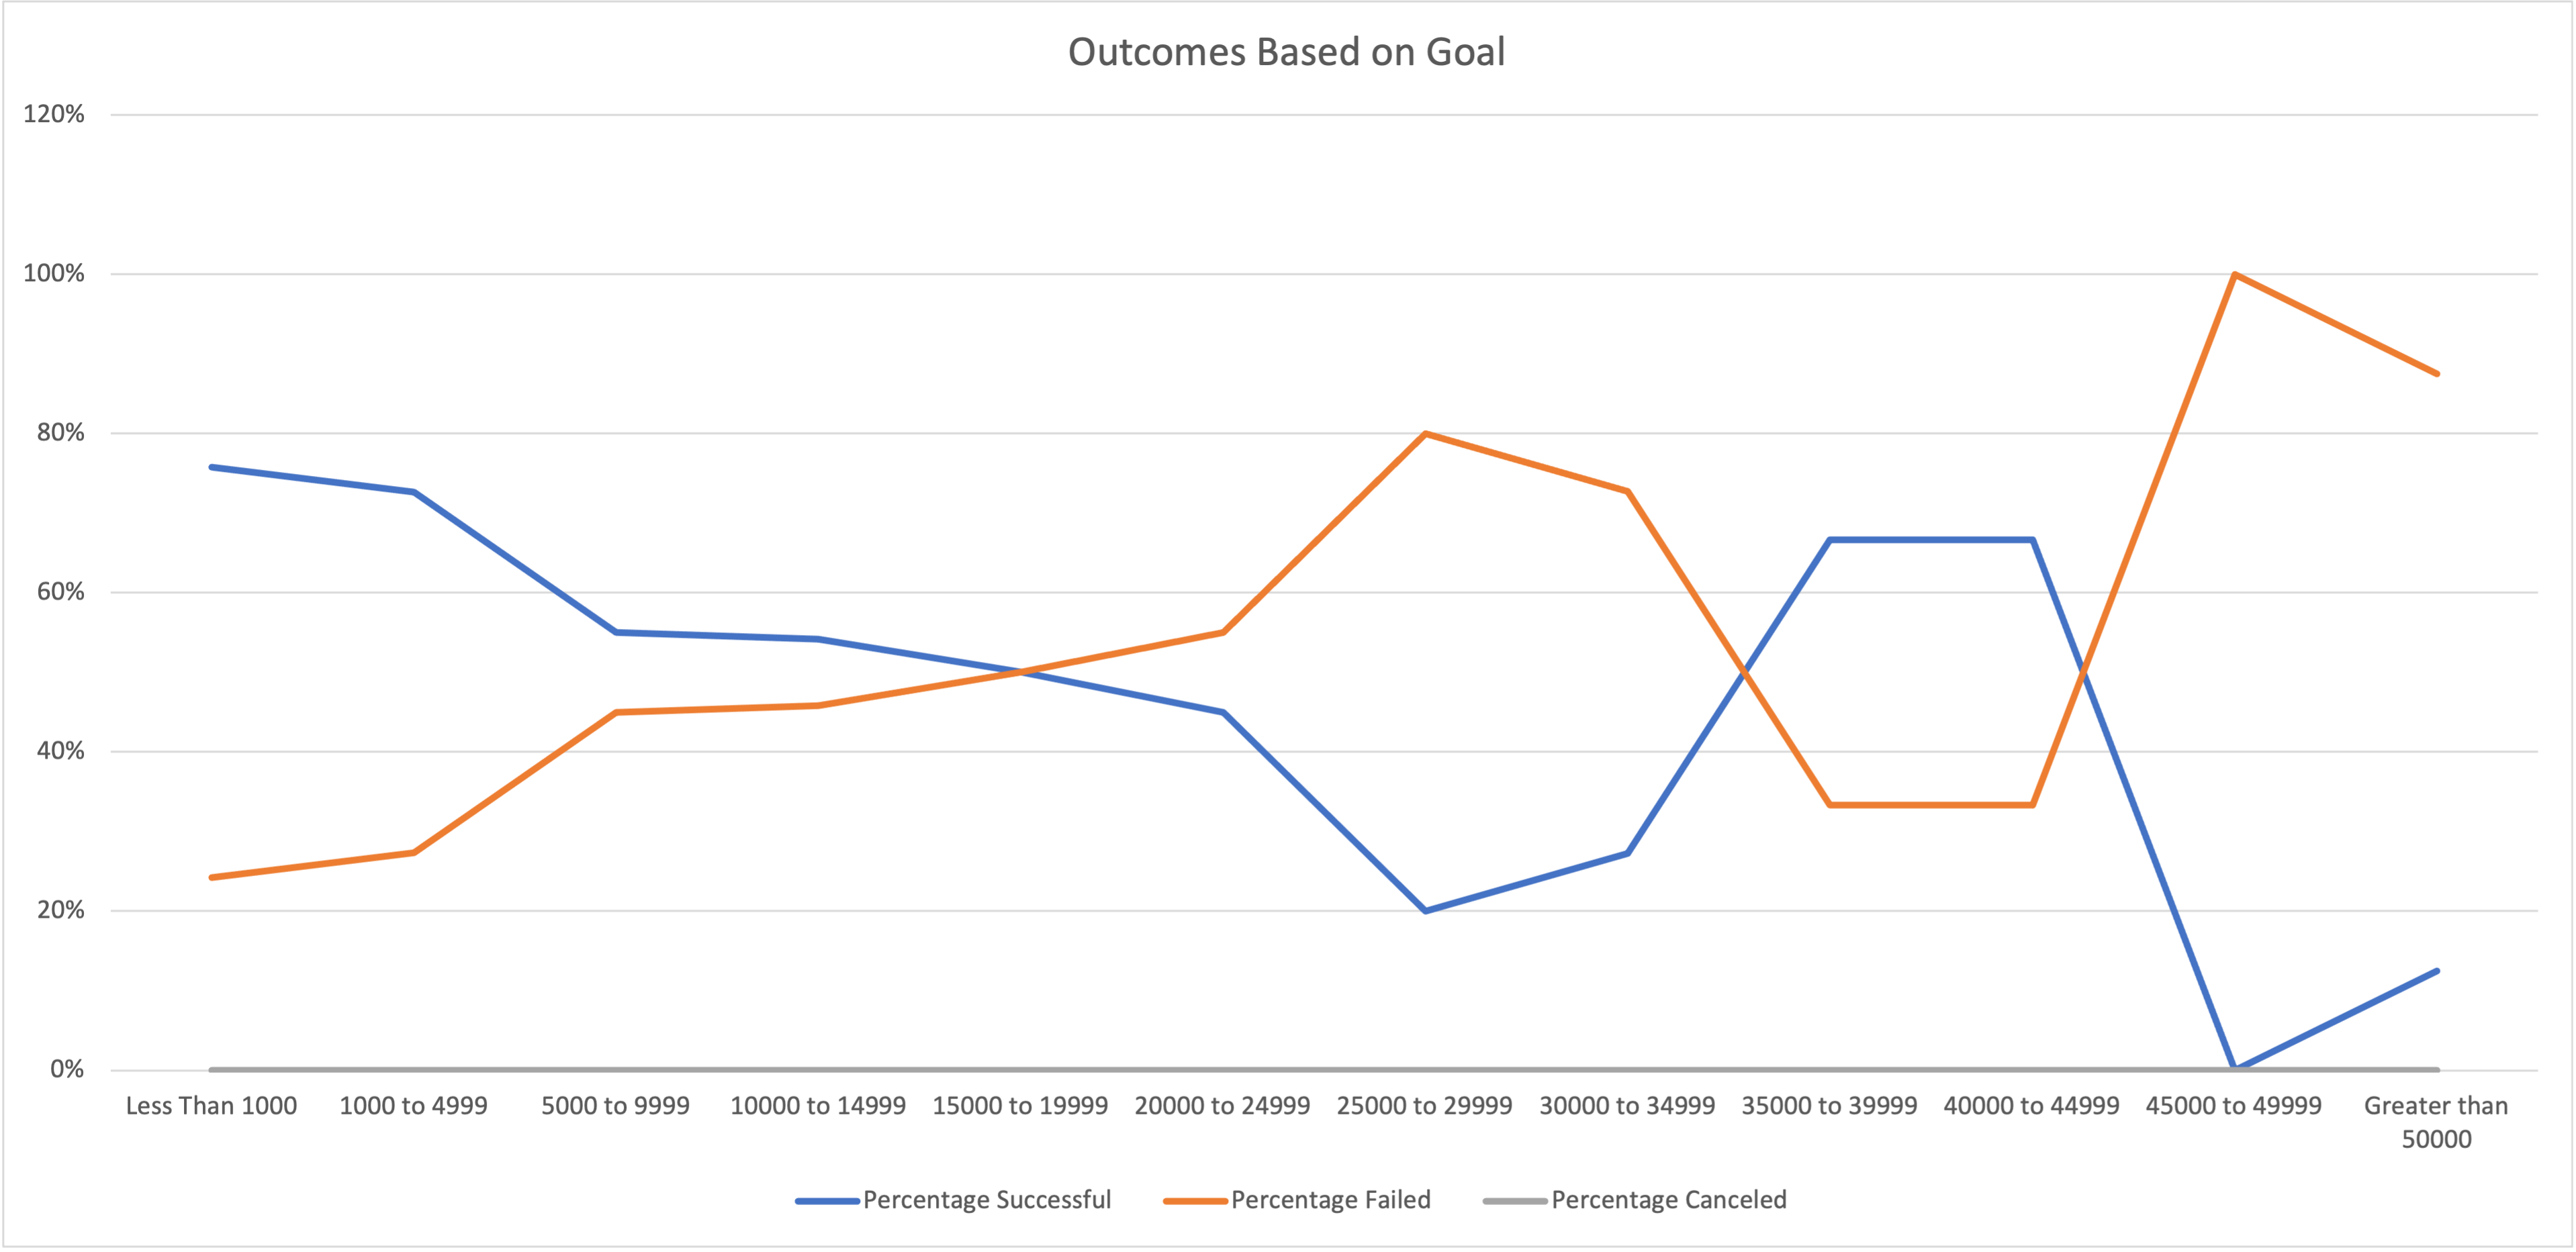 Outcomes Based on Goal
120%
100%
80%
60%
40%
20%
0%
Less Than 1000 1000 to 4999 5000 to 9999 10000 to 14999 15000 to 19999 20000 to 24999 25000 to 29999 30000 to 34999 35000 to 39999 40000 to 44999 45000 to 49999 Greater than
50000
Percentage Successful Percentage Failed Percentage Canceled